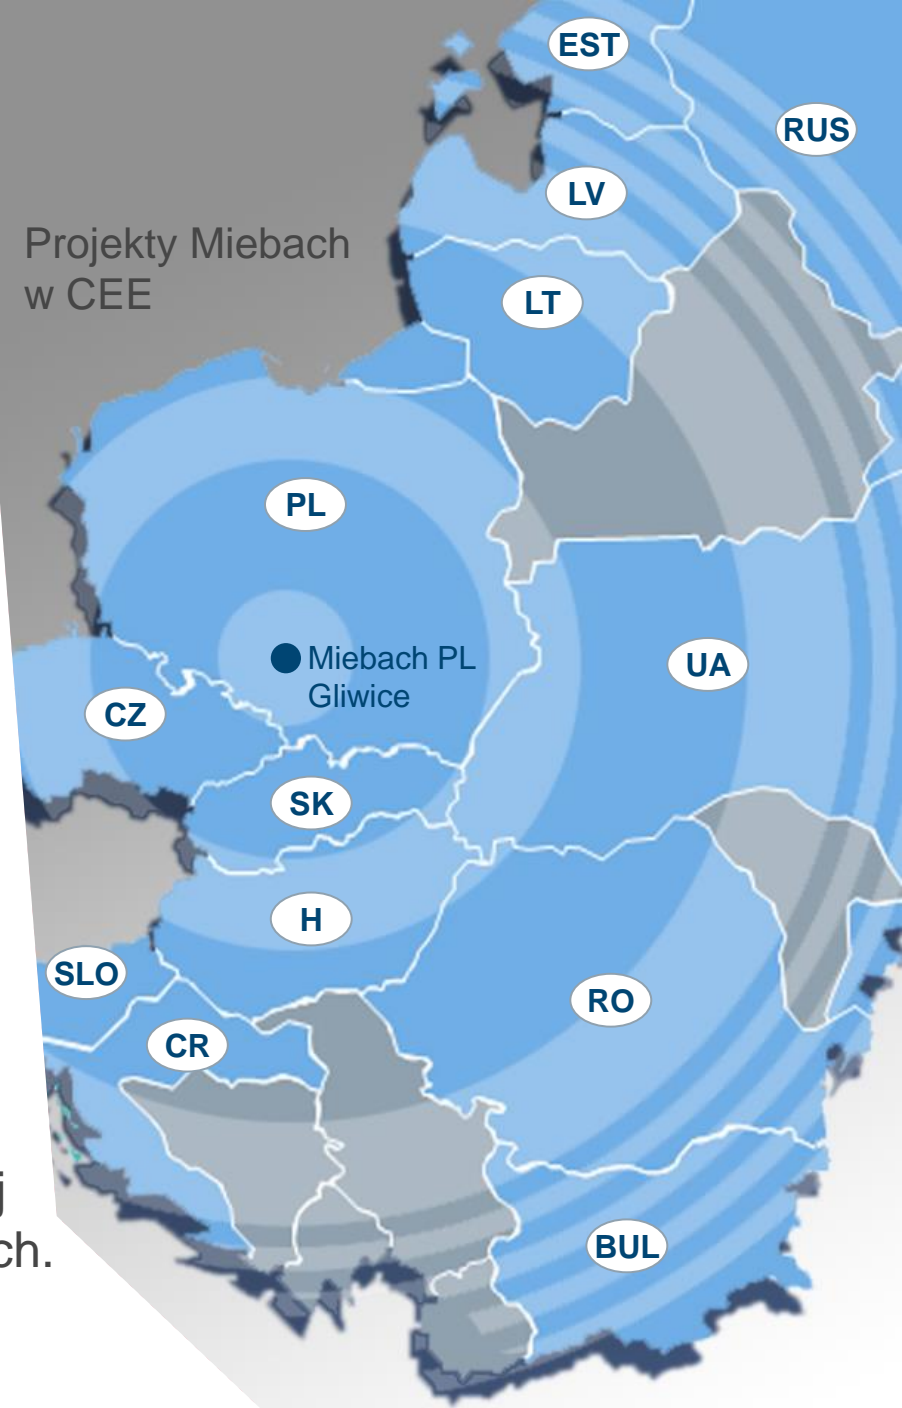 EST
RUS
LV
Projekty Miebach
w CEE
LT
PL
Miebach PL
Gliwice
UA
CZ
SK
H
SLO
RO
CR
j
ch.
BUL